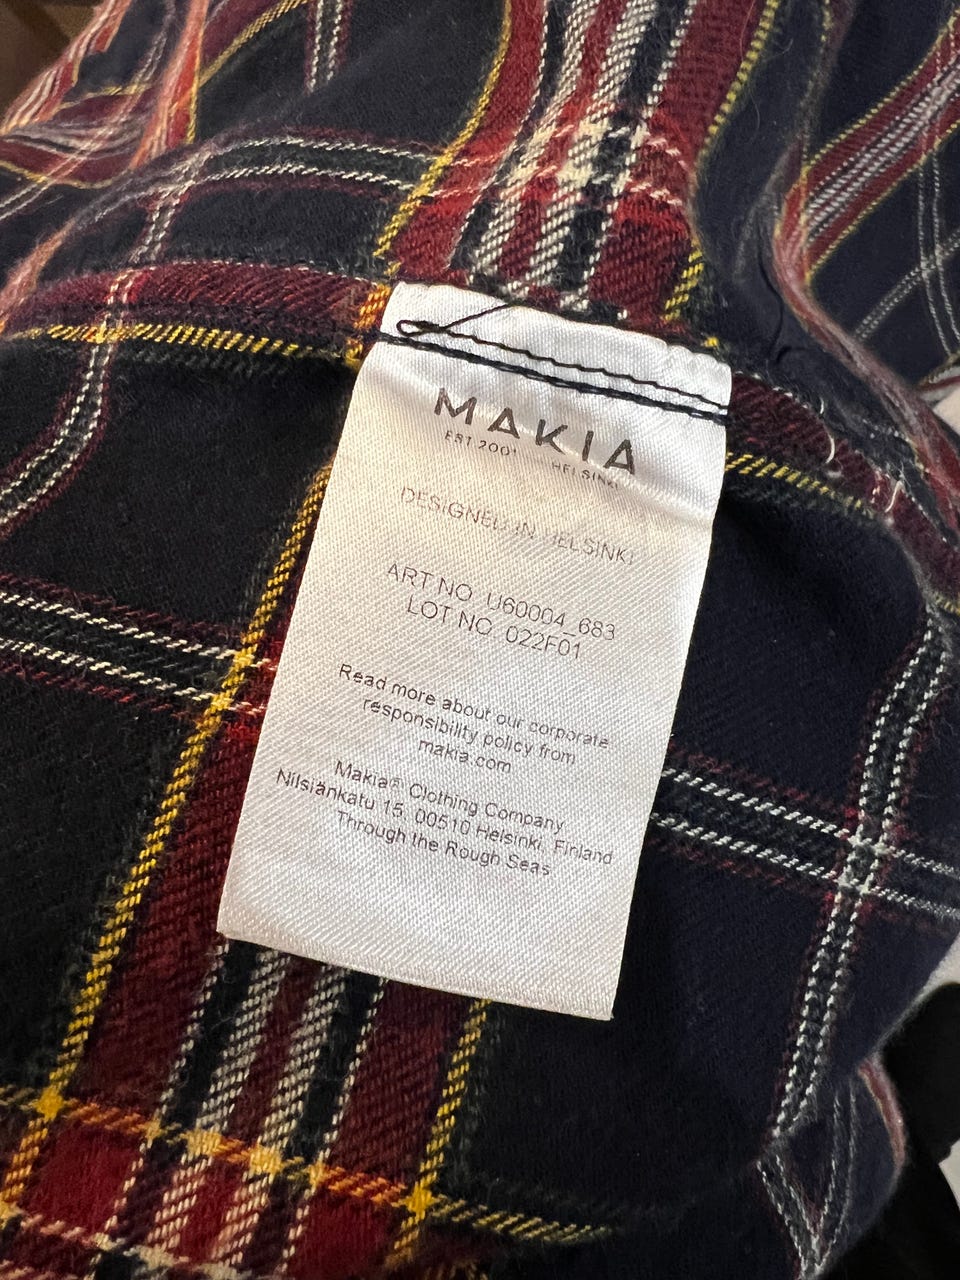 MAKIA
EST 2001 HELSINKI
DESIGNED IN HELSINKI
ART NO. U60004_683
LOT NO. 022F01
Read more about our corporate
responsibility policy from
makia.com
Makia® Clothing Company
Nilsiänkatu 15, 00510 Helsinki, Finland
Through the Rough Seas